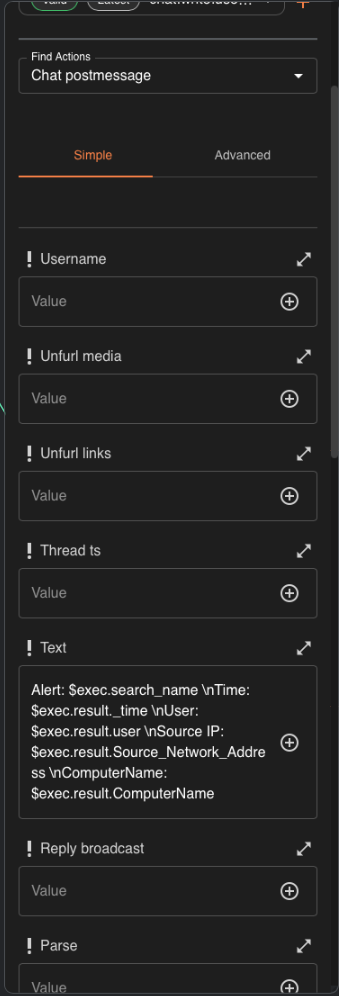 Valid
Latest
Find Actions
Chat postmessage
Simple Advanced
Username
Value
Unfurl media
Value
Unfurl links
Value
Thread ts
Value
Text
Alert: $exec.search_name \nTime:
$exec.result._time \nUser:
$exec.result.user \nSource IP:
$exec.result.Source_Network_Addre
ss \nComputerName:
$exec.result.ComputerName
Reply broadcast
Value
Parse
Value